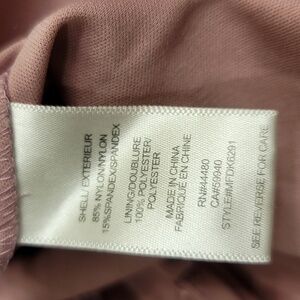 SHELL/ EXTERIEUR
85% NYLON/NYLON
15%SPANDEX/SPANDEX
LINING/DOUBLURE
100% POLYESTER/
POLYESTER
MADE IN CHINA
FABRIQUÉ EN CHINE
RN#44480
CA#59940
STYLE#MFDK6291
SEE REVERSE FOR CARE